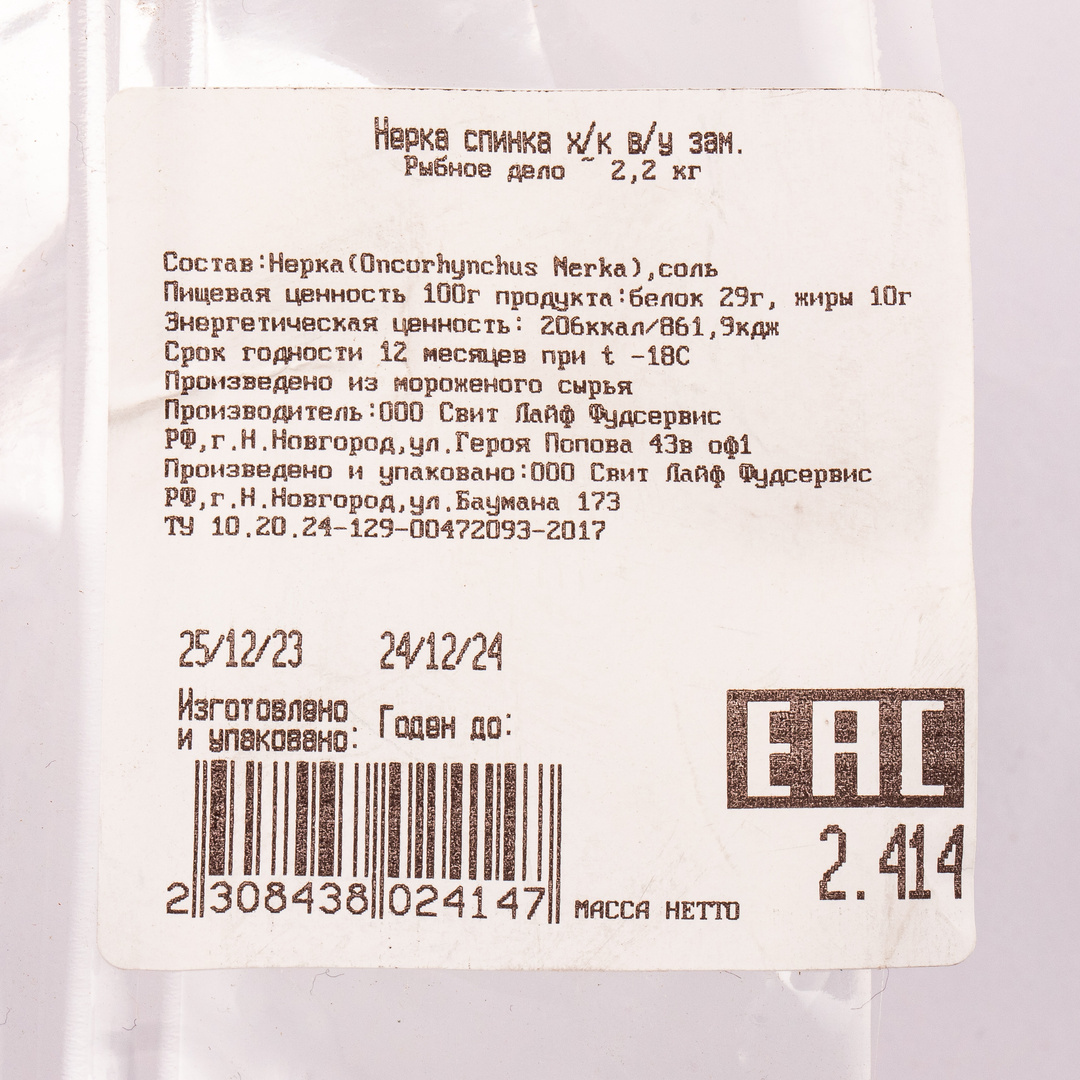 Нерка спинка х/к в/у зам.
Рыбное дело ~ 2,2 кг
Состав:Нерка(Oncorhynchus Nerka),соль
Пищевая ценность 100г продукта:белок 29г, жиры 10г
Энергетическая ценность: 206ккал/861,9кдж
Срок годности 12 месяцев при t -18С
Произведено из мороженого сырья
Производитель:ООО Свит Лайф Фудсервис
РФ,г.Н.Новгород,ул.Героя Попова 43в оф1
Произведено и упаковано:ООО Свит Лайф Фудсервис
РФ,г.Н.Новгород,ул.Баумана 173
ТУ 10.20.24-129-00472093-2017
25/12/23 24/12/24
Изготовлено
и упаковано: Годен до:
EAC
2.414
2 308438 024147 МАССА НЕТТО